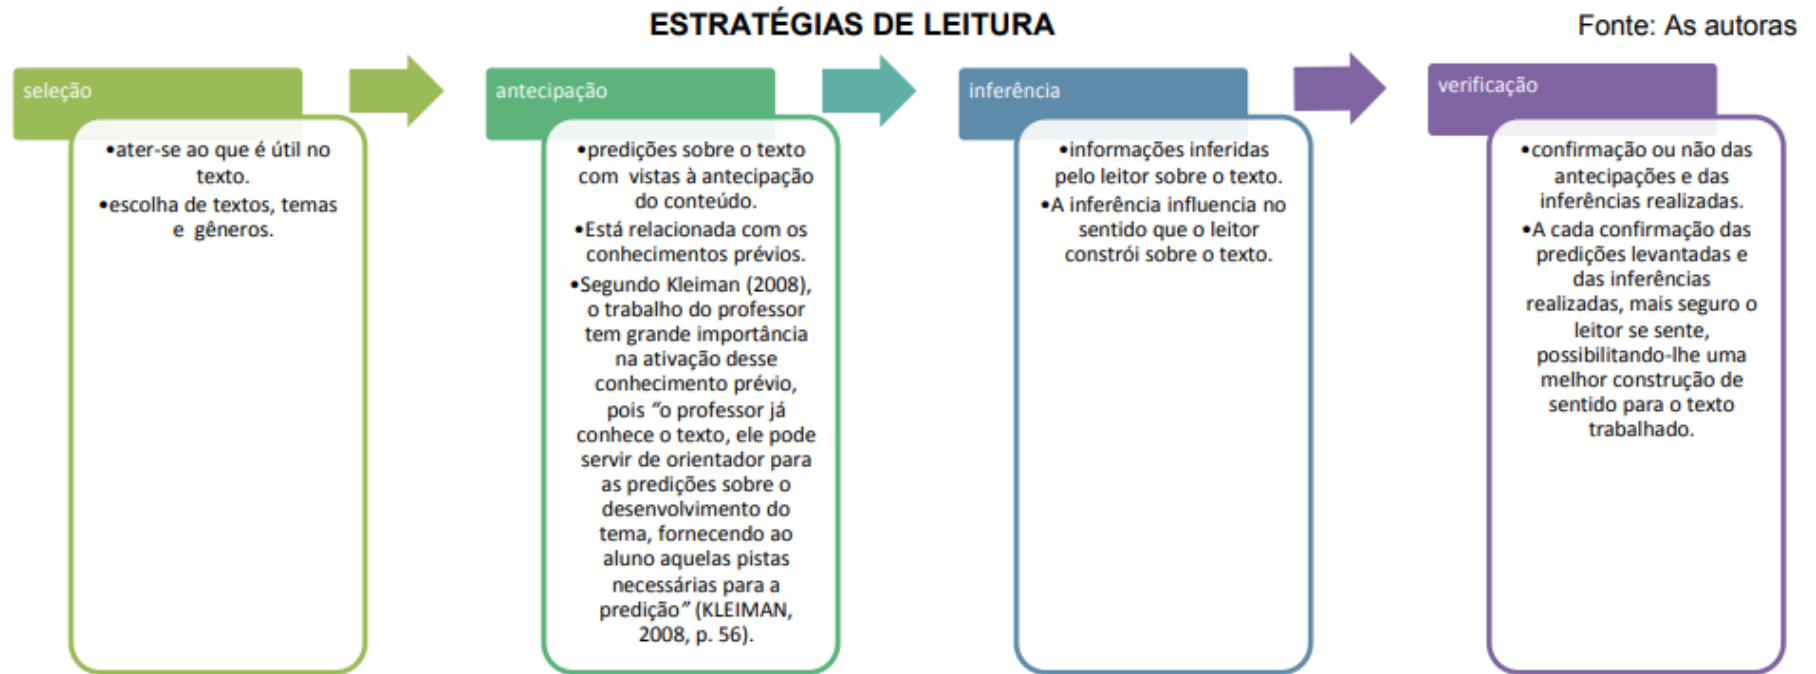 ESTRATÉGIAS DE LEITURA
Fonte: As autoras
seleção
•ater-se ao que é útil no
texto.
•escolha de textos, temas
e gêneros.
antecipação
•predições sobre o texto
com vistas à antecipação
do conteúdo.
•Está relacionada com os
conhecimentos prévios.
•Segundo Kleiman (2008),
o trabalho do professor
tem grande importância
na ativação desse
conhecimento prévio,
pois “o professor já
conhece o texto, ele pode
servir de orientador para
as predições sobre o
desenvolvimento do
tema, fornecendo ao
aluno aquelas pistas
necessárias para a
predição” (KLEIMAN,
2008, p. 56).
inferência
•informações inferidas
pelo leitor sobre o texto.
•A inferência influencia no
sentido que o leitor
constrói sobre o texto.
verificação
•confirmação ou não das
antecipações e das
inferências realizadas.
•A cada confirmação das
predições levantadas e
das inferências
realizadas, mais seguro o
leitor se sente,
possibilitando-lhe uma
melhor construção de
sentido para o texto
trabalhado.